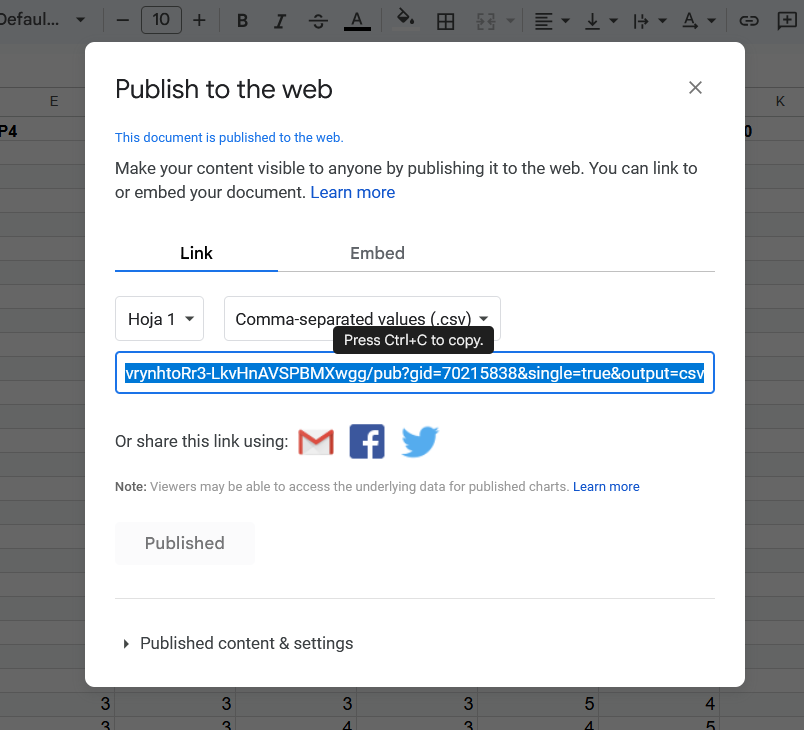 Defaul...
10
B
I
A
A
E
K
P4
0
Publish to the web
This document is published to the web.
Make your content visible to anyone by publishing it to the web. You can link to
or embed your document. Learn more
Link
Embed
Hoja 1
Comma-separated values (.csv)
Press Ctrl+C to copy.
vrynhtoRr3-LkvHnAVSPBMXwgg/pub?gid=70215838&single=true&output=csv
Or share this link using:
Note: Viewers may be able to access the underlying data for published charts. Learn more
Published
Published content & settings
3 3 3 3 5 4
3 3 4 3 4 5